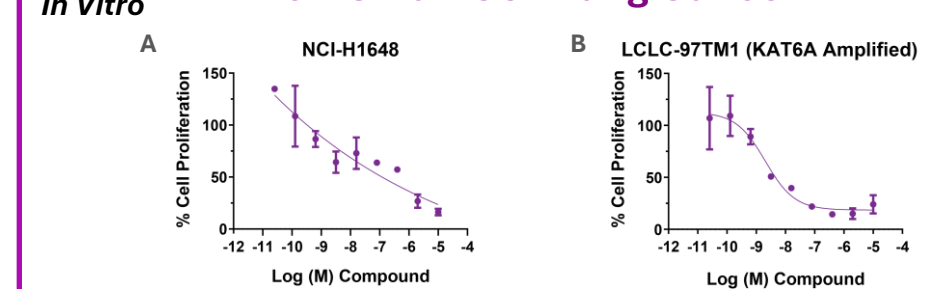 In Vitro
A
NCI-H1648
% Cell Proliferation
150
100
50
0
-12 -11 -10 -9 -8 -7 -6 -5 -4
Log (M) Compound
B
LCLC-97TM1 (KAT6A Amplified)
% Cell Proliferation
150
100
50
0
-12 -11 -10 -9 -8 -7 -6 -5 -4
Log (M) Compound